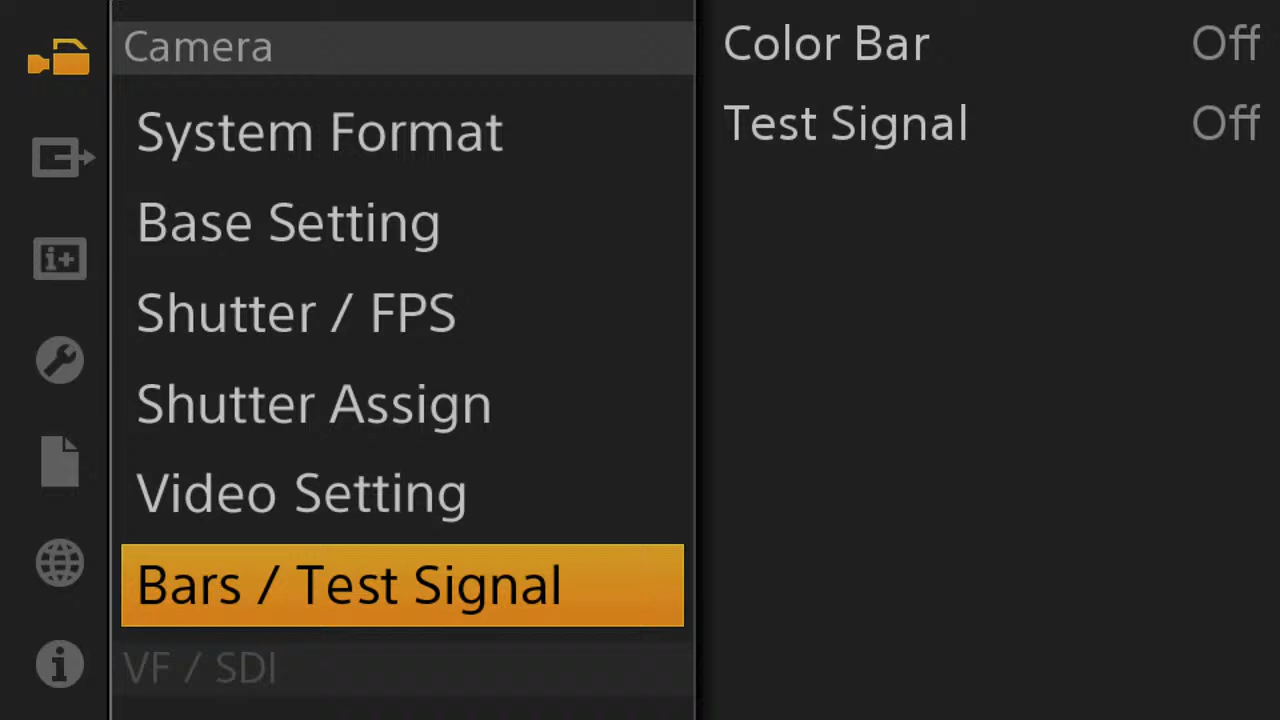 Camera
System Format
Base Setting
Shutter / FPS
Shutter Assign
Video Setting
Bars / Test Signal
VF / SDI
Color Bar Off
Test Signal Off
i+
i